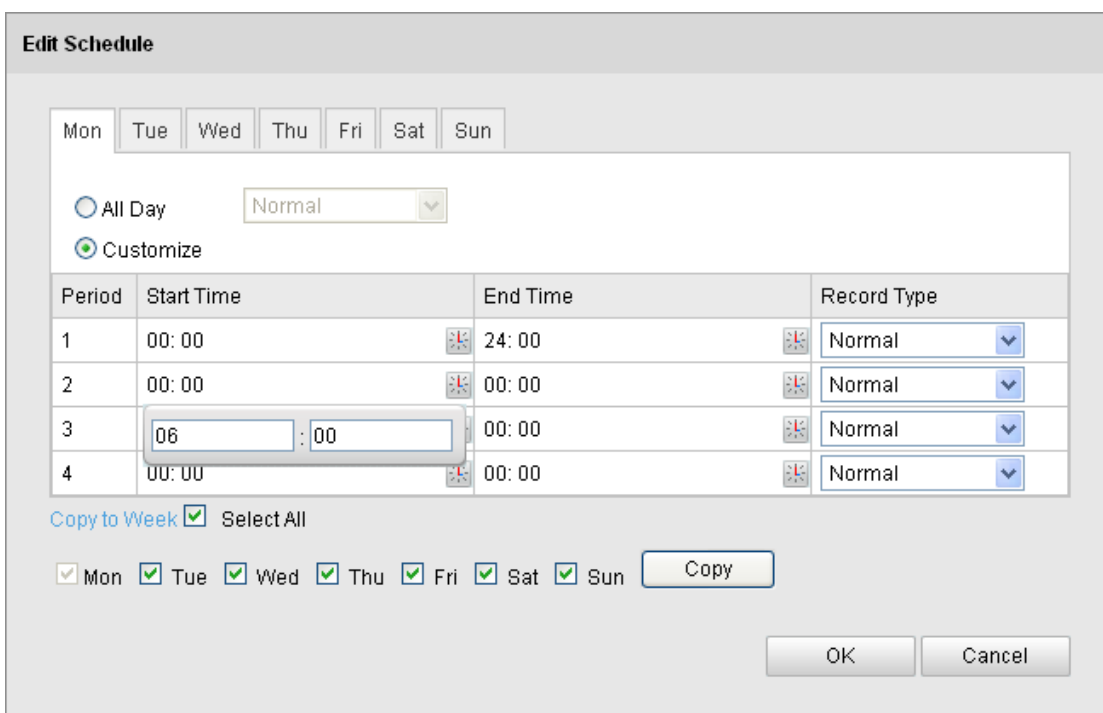 Edit Schedule
Mon Tue Wed Thu Fri Sat Sun
All Day Normal
Customize
Period Start Time End Time Record Type
1 00: 00 24: 00 Normal
2 00: 00 00: 00 Normal
3 06 : 00 00: 00 Normal
4 00: 00 00: 00 Normal
Copy to Week Select All
Mon Tue Wed Thu Fri Sat Sun Copy
OK Cancel